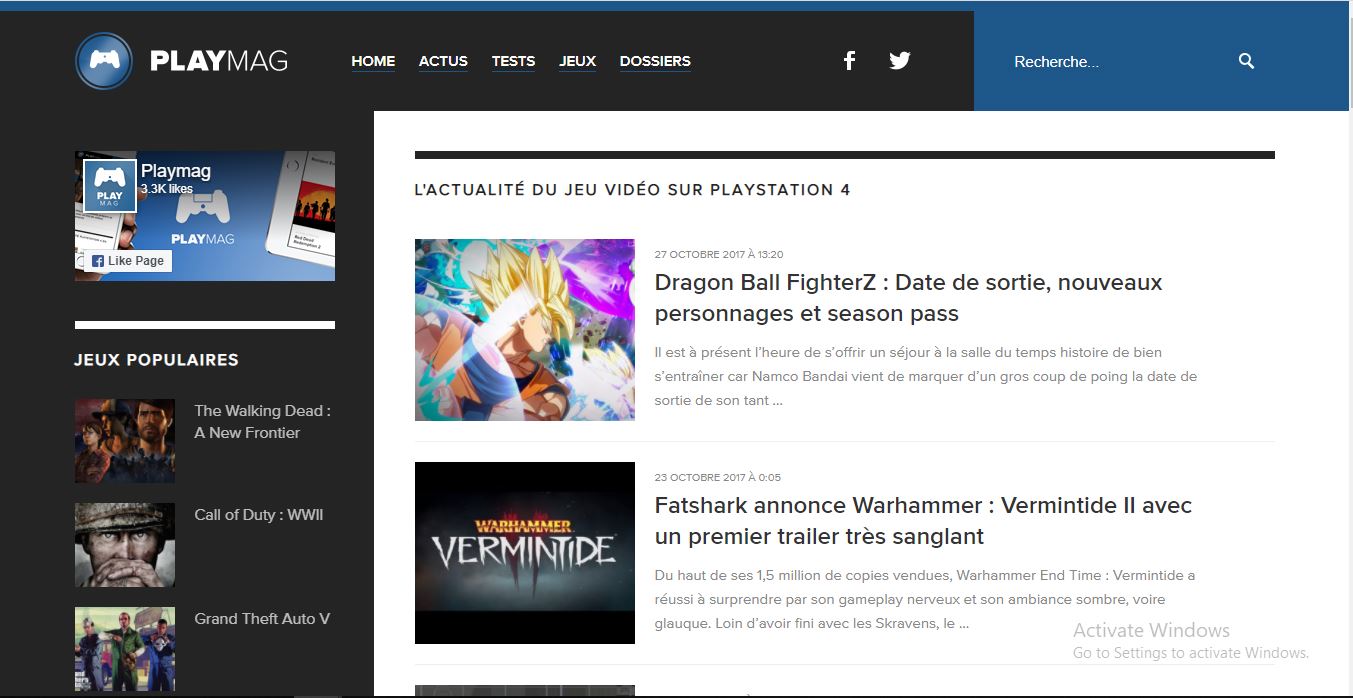 PLAYMAG
HOME ACTUS TESTS JEUX DOSSIERS
Recherche...
Playmag
3.3K likes
PLAY
MAG
PLAYMAG
Red Dead
Redemption 2
Like Page
JEUX POPULAIRES
The Walking Dead :
A New Frontier
Call of Duty : WWII
Grand Theft Auto V
L'ACTUALITÉ DU JEU VIDÉO SUR PLAYSTATION 4
27 OCTOBRE 2017 À 13:20
Dragon Ball FighterZ : Date de sortie, nouveaux
personnages et season pass
Il est à présent l’heure de s’offrir un séjour à la salle du temps histoire de bien
s’entraîner car Namco Bandai vient de marquer d’un gros coup de poing la date de
sortie de son tant ...
WARHAMMER
VERMINTIDE
23 OCTOBRE 2017 À 0:05
Fatshark annonce Warhammer : Vermintide II avec
un premier trailer très sanglant
Du haut de ses 1,5 million de copies vendues, Warhammer End Time : Vermintide a
réussi à surprendre par son gameplay nerveux et son ambiance sombre, voire
glauque. Loin d’avoir fini avec les Skravens, le ...
Activate Windows
Go to Settings to activate Windows.